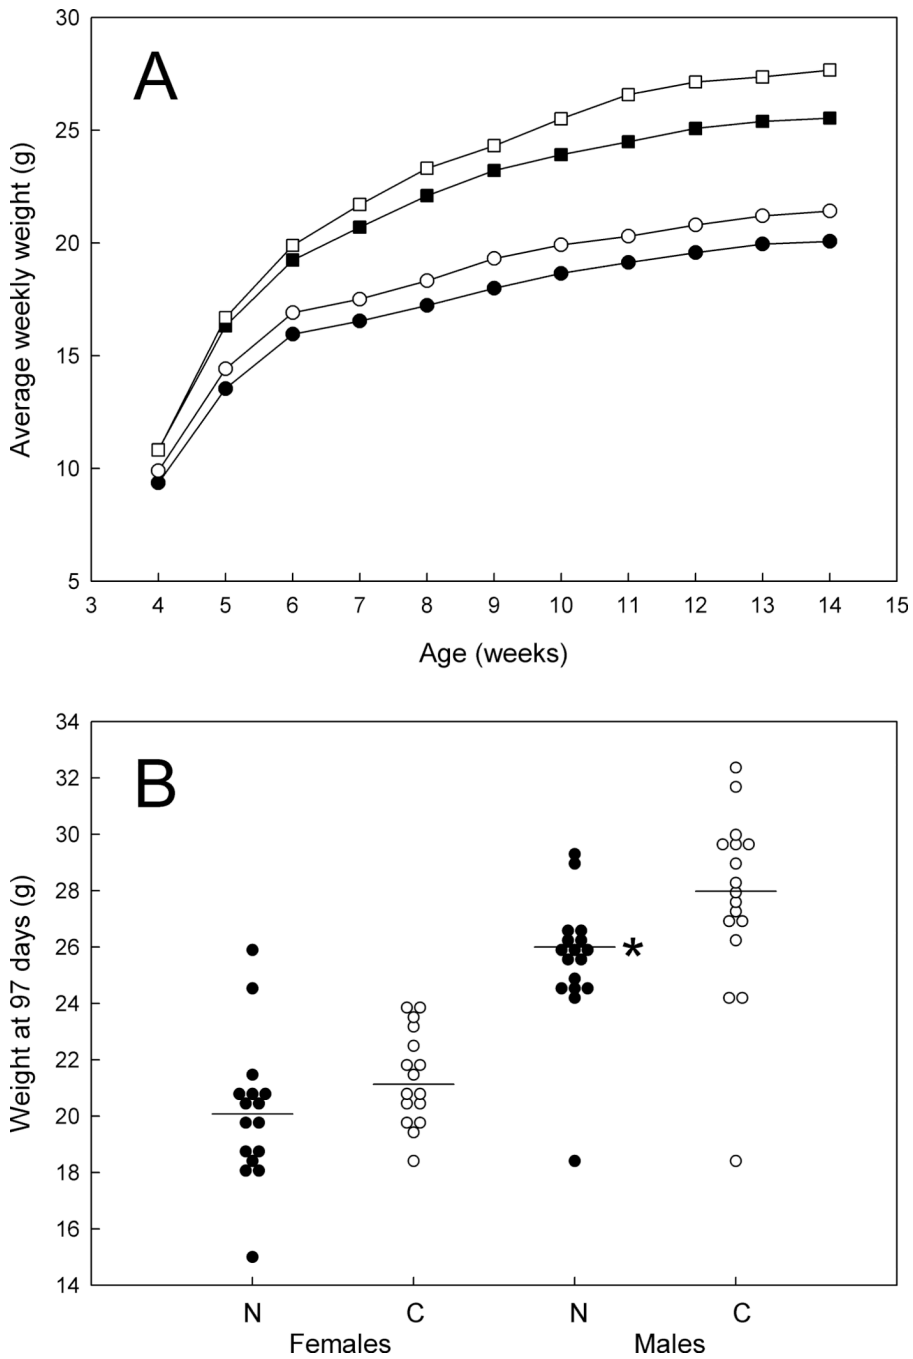 A
30
25
20
15
10
5
Average weekly weight (g)
3 4 5 6 7 8 9 10 11 12 13 14 15
Age (weeks)
B
34
32
30
28
26
24
22
20
18
16
14
Weight at 97 days (g)
*
N C N C
Females Males